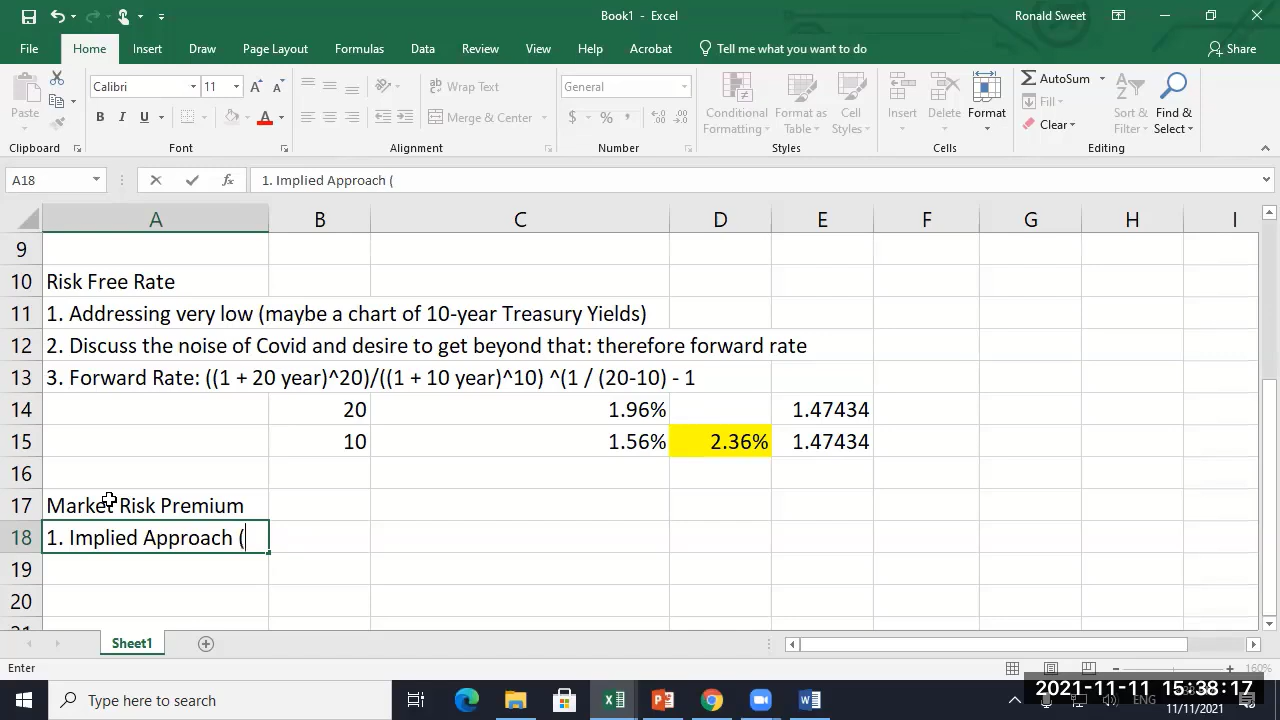 Book1 - Excel
Ronald Sweet
File Home Insert Draw Page Layout Formulas Data Review View Help Acrobat Tell me what you want to do Share
Calibri 11 Wrap Text General AutoSum
Paste B I U Merge & Center $ % Conditional Formatting Format as Table Cell Styles Insert Delete Format Fill Clear Sort & Filter Find & Select
Clipboard Font Alignment Number Styles Cells Editing
A18 fx 1. Implied Approach (
A B C D E F G H I
9
10 Risk Free Rate
11 1. Addressing very low (maybe a chart of 10-year Treasury Yields)
12 2. Discuss the noise of Covid and desire to get beyond that: therefore forward rate
13 3. Forward Rate: ((1 + 20 year)^20)/((1 + 10 year)^10) ^(1 / (20-10) - 1
14 20 1.96% 1.47434
15 10 1.56% 2.36% 1.47434
16
17 Market Risk Premium
18 1. Implied Approach (
19
20
Sheet1
Enter 160%
Type here to search
2021-11-11 15:38:17
ENG
11/11/2021